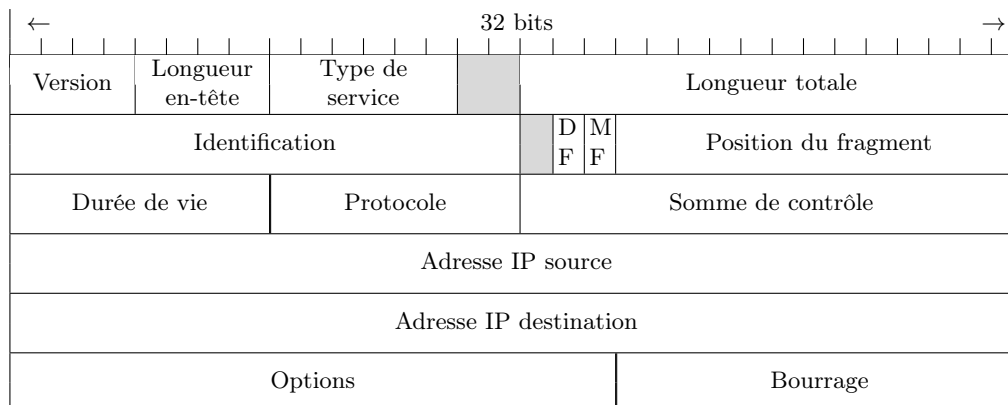 ← 32 bits →
Version Longueur en-tête Type de service Longueur totale
Identification D F M F Position du fragment
Durée de vie Protocole Somme de contrôle
Adresse IP source
Adresse IP destination
Options Bourrage